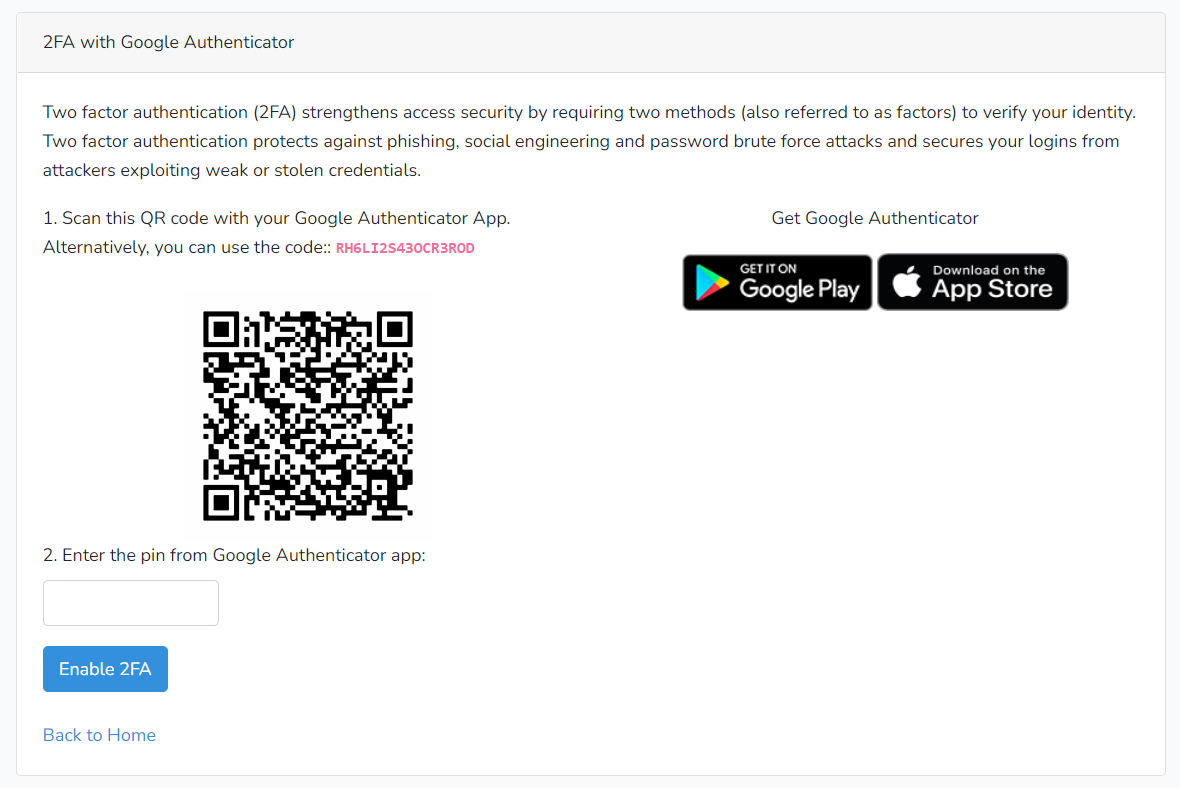 2FA with Google Authenticator
Two factor authentication (2FA) strengthens access security by requiring two methods (also referred to as factors) to verify your identity.
Two factor authentication protects against phishing, social engineering and password brute force attacks and secures your logins from
attackers exploiting weak or stolen credentials.
1. Scan this QR code with your Google Authenticator App.
Alternatively, you can use the code:: RH6LI2S43OCR3ROD
Get Google Authenticator
GET IT ON
Google Play
Download on the
App Store
2. Enter the pin from Google Authenticator app:
Enable 2FA
Back to Home